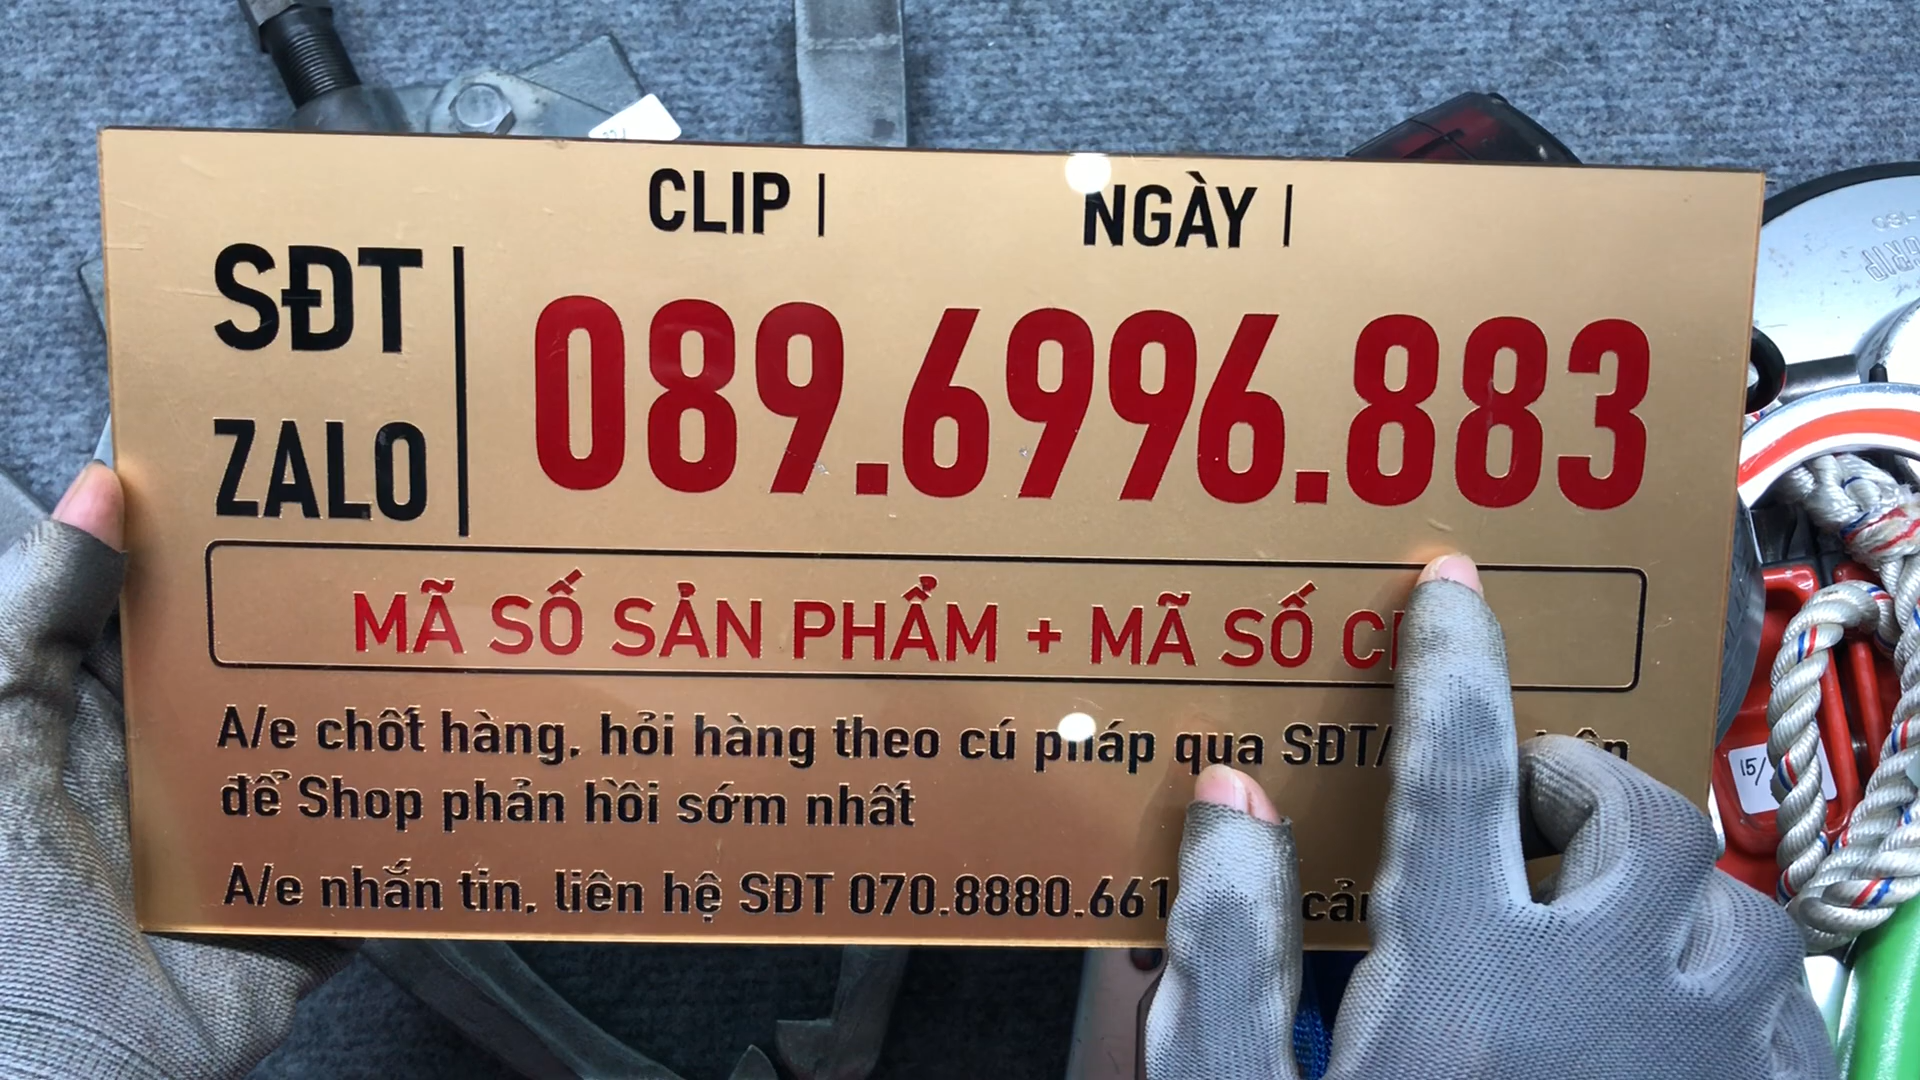 CLIP | NGÀY |
SĐT
089.6996.883
ZALO
MÃ SỐ SẢN PHẨM + MÃ SỐ
A/e chốt hàng, hỏi hàng theo cú pháp qua SĐT/
để Shop phản hồi sớm nhất
A/e nhắn tin, liên hệ SĐT 070.8880.661
15/